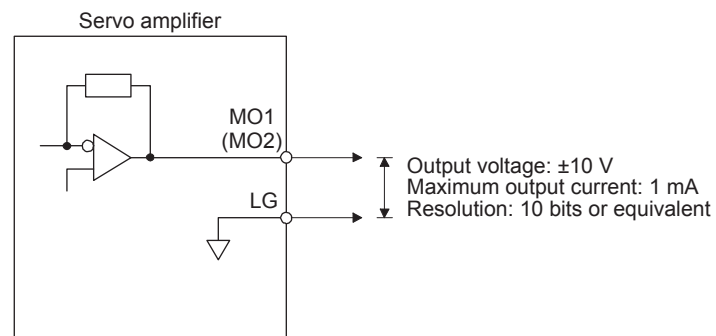 Servo amplifier
MO1
(MO2)
LG
Output voltage: ±10 V
Maximum output current: 1 mA
Resolution: 10 bits or equivalent